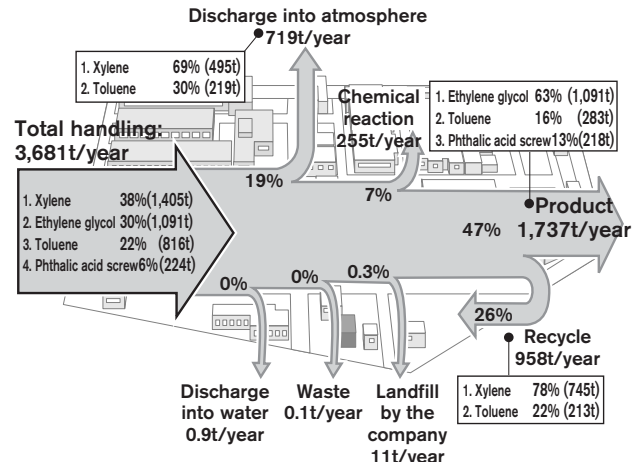 Discharge into atmosphere
719t/year
1. Xylene 69% (495t)
2. Toluene 30% (219t)
Chemical
reaction
255t/year
1. Ethylene glycol 63% (1,091t)
2. Toluene 16% (283t)
3. Phthalic acid screw13%(218t)
Total handling:
3,681t/year
1. Xylene 38%(1,405t)
2. Ethylene glycol 30%(1,091t)
3. Toluene 22% (816t)
4. Phthalic acid screw6%(224t)
19%
7%
47%
Product
1,737t/year
0%
0%
0.3%
26%
Recycle
958t/year
1. Xylene 78% (745t)
2. Toluene 22% (213t)
Discharge
into water
0.9t/year
Waste
0.1t/year
Landfill
by the
company
11t/year